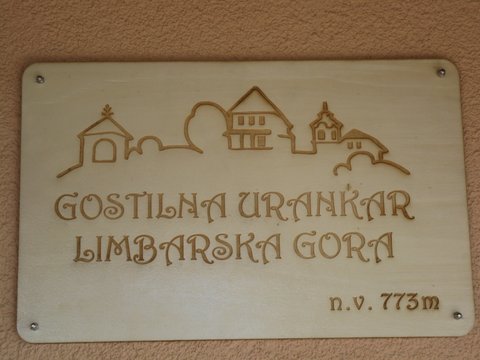 GOSTILNA URANKAR
LIMBARSKA GORA
n.v. 773m